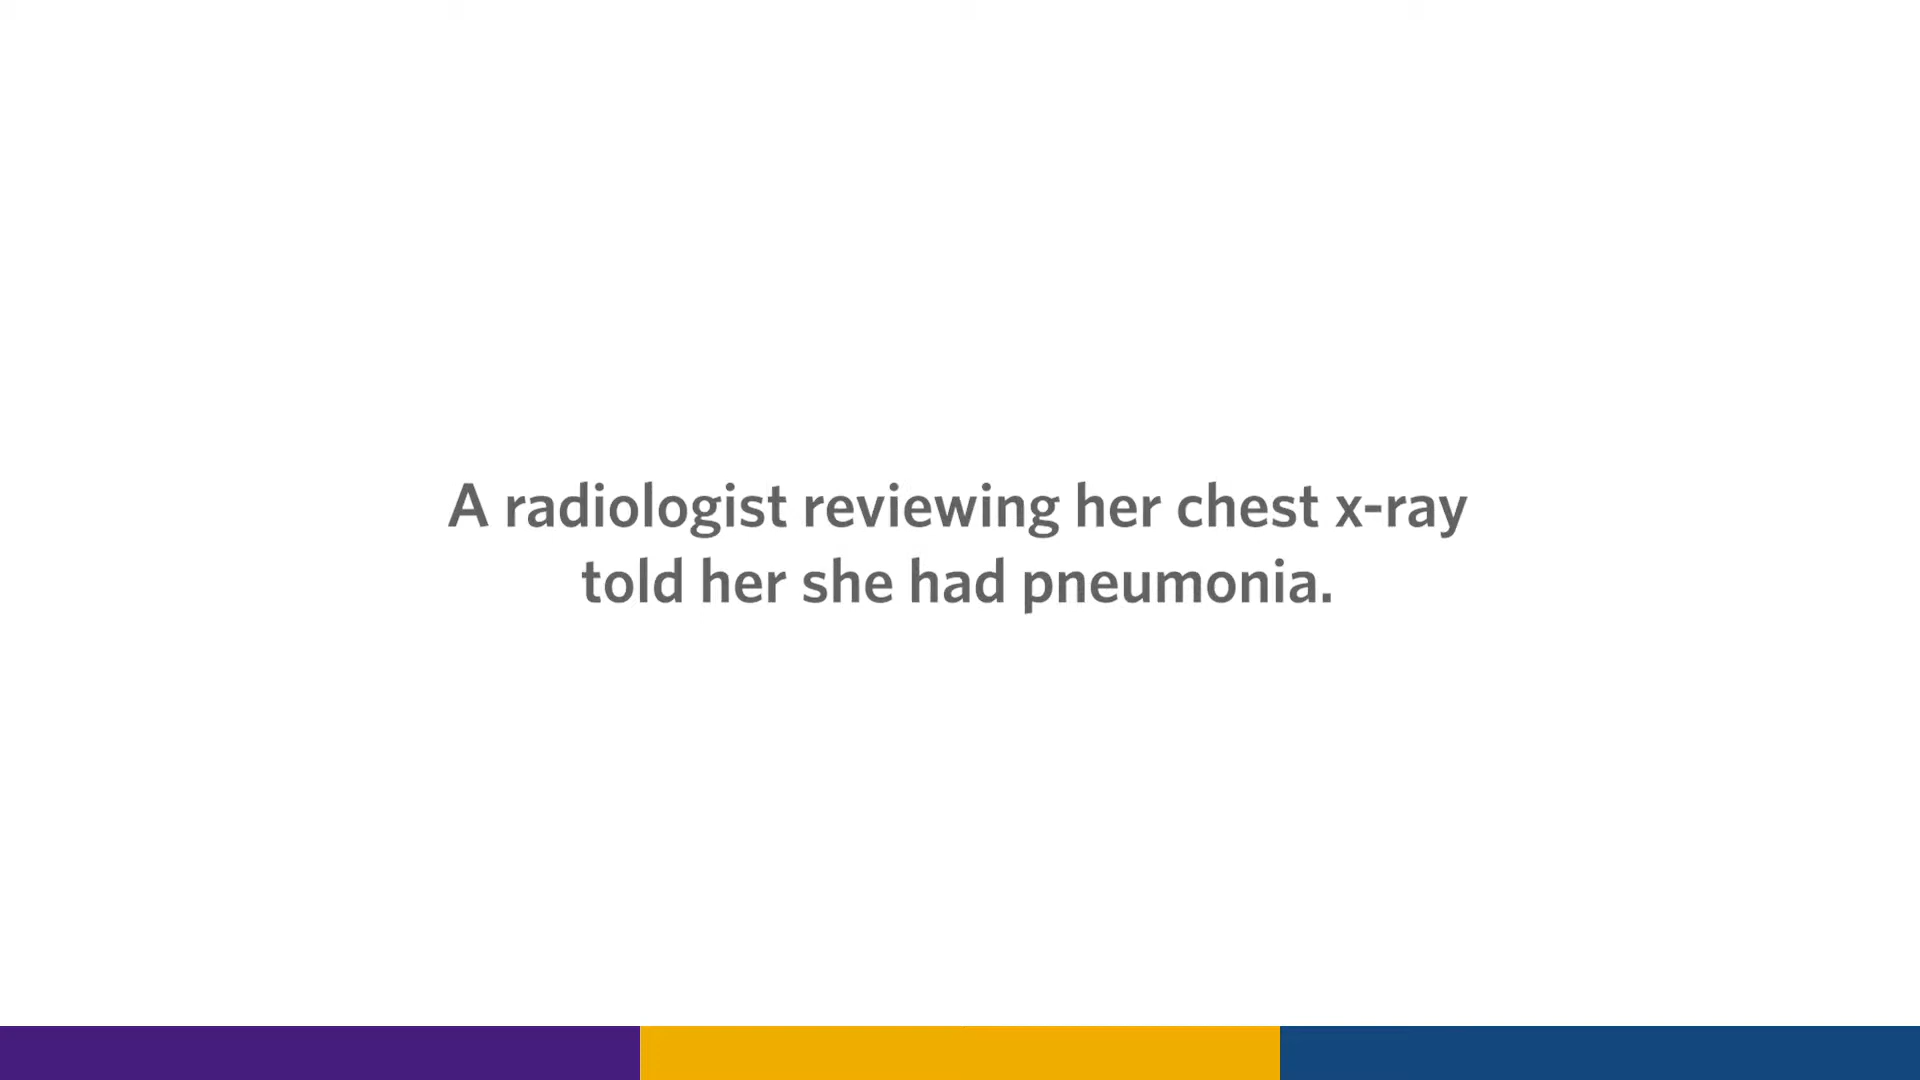 A radiologist reviewing her chest x-ray
told her she had pneumonia.